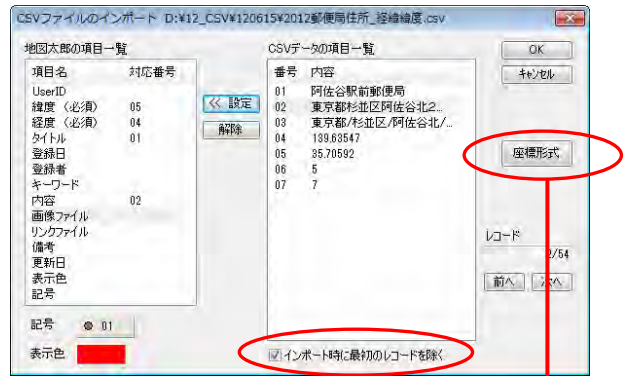 CSVファイルのインポート D:¥12_CSV¥120615¥2012郵便局住所_経緯緯度.csv
地図太郎の項目一覧
項目名 対応番号
UserID
緯度 (必須) 05
経度 (必須) 04
タイトル 01
登録日
登録者
キーワード
内容 02
画像ファイル
リンクファイル
備考
更新日
表示色
記号
記号 01
表示色
<< 設定
解除
CSVデータの項目一覧
番号 内容
01 阿佐谷駅前郵便局
02 東京都杉並区阿佐谷北2...
03 東京都/杉並区/阿佐谷北/...
04 139.63547
05 35.70592
06 5
07 7
インポート時に最初のレコードを除く
OK
キャンセル
座標形式
レコード
2/54
前へ 次へ